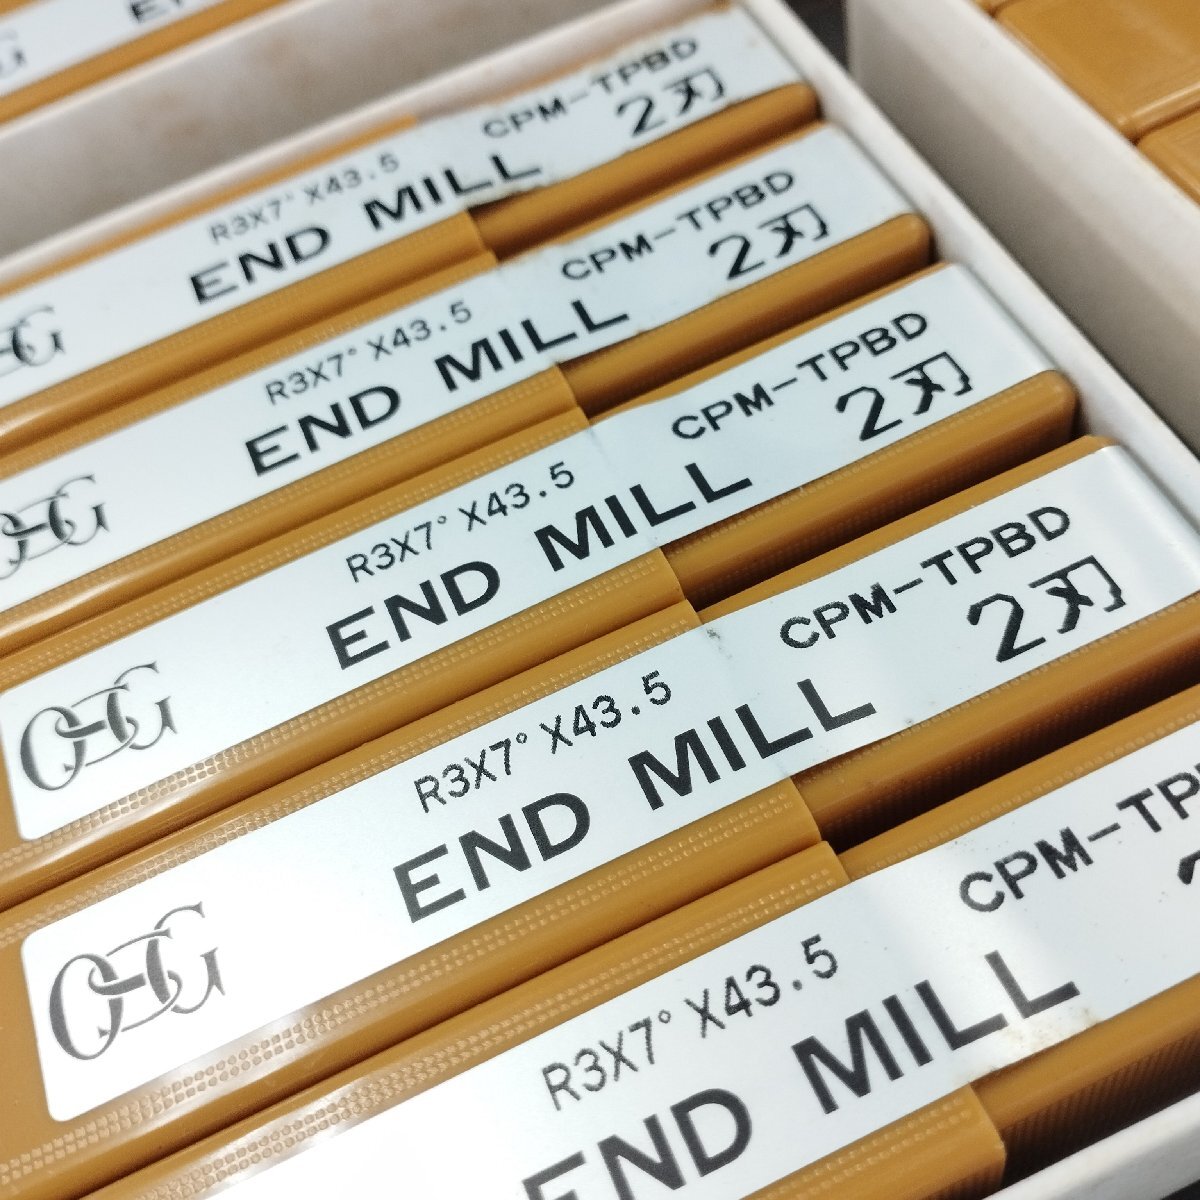 R3X7° X43.5 CPM-TPBD
END MILL 2刃
R3X7° X43.5 CPM-TPBD
OSG END MILL 2刃
R3X7° X43.5 CPM-TPBD
OSG END MILL 2刃
R3X7° X43.5 CPM-TPBD
OSG END MILL 2刃
R3X7° X43.5 CPM-TP
END MILL